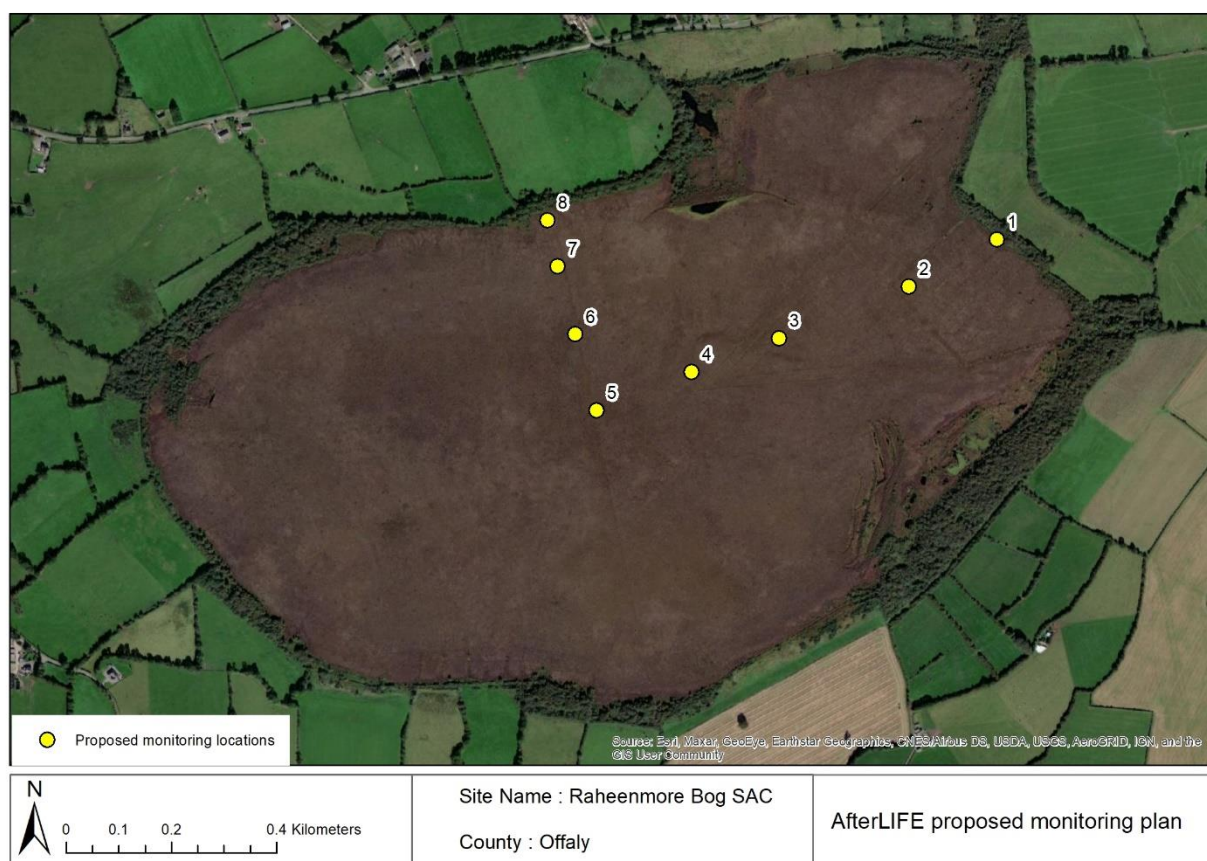 8
1
7
2
6
3
4
5
Proposed monitoring locations
Source: Esri, Maxar, GeoEye, Earthstar Geographics, CNES/Airbus DS, USDA, USGS, AeroGRID, IGN, and the
GIS User Community
N
0 0.1 0.2 0.4 Kilometers
Site Name : Raheenmore Bog SAC
County : Offaly
AfterLIFE proposed monitoring plan